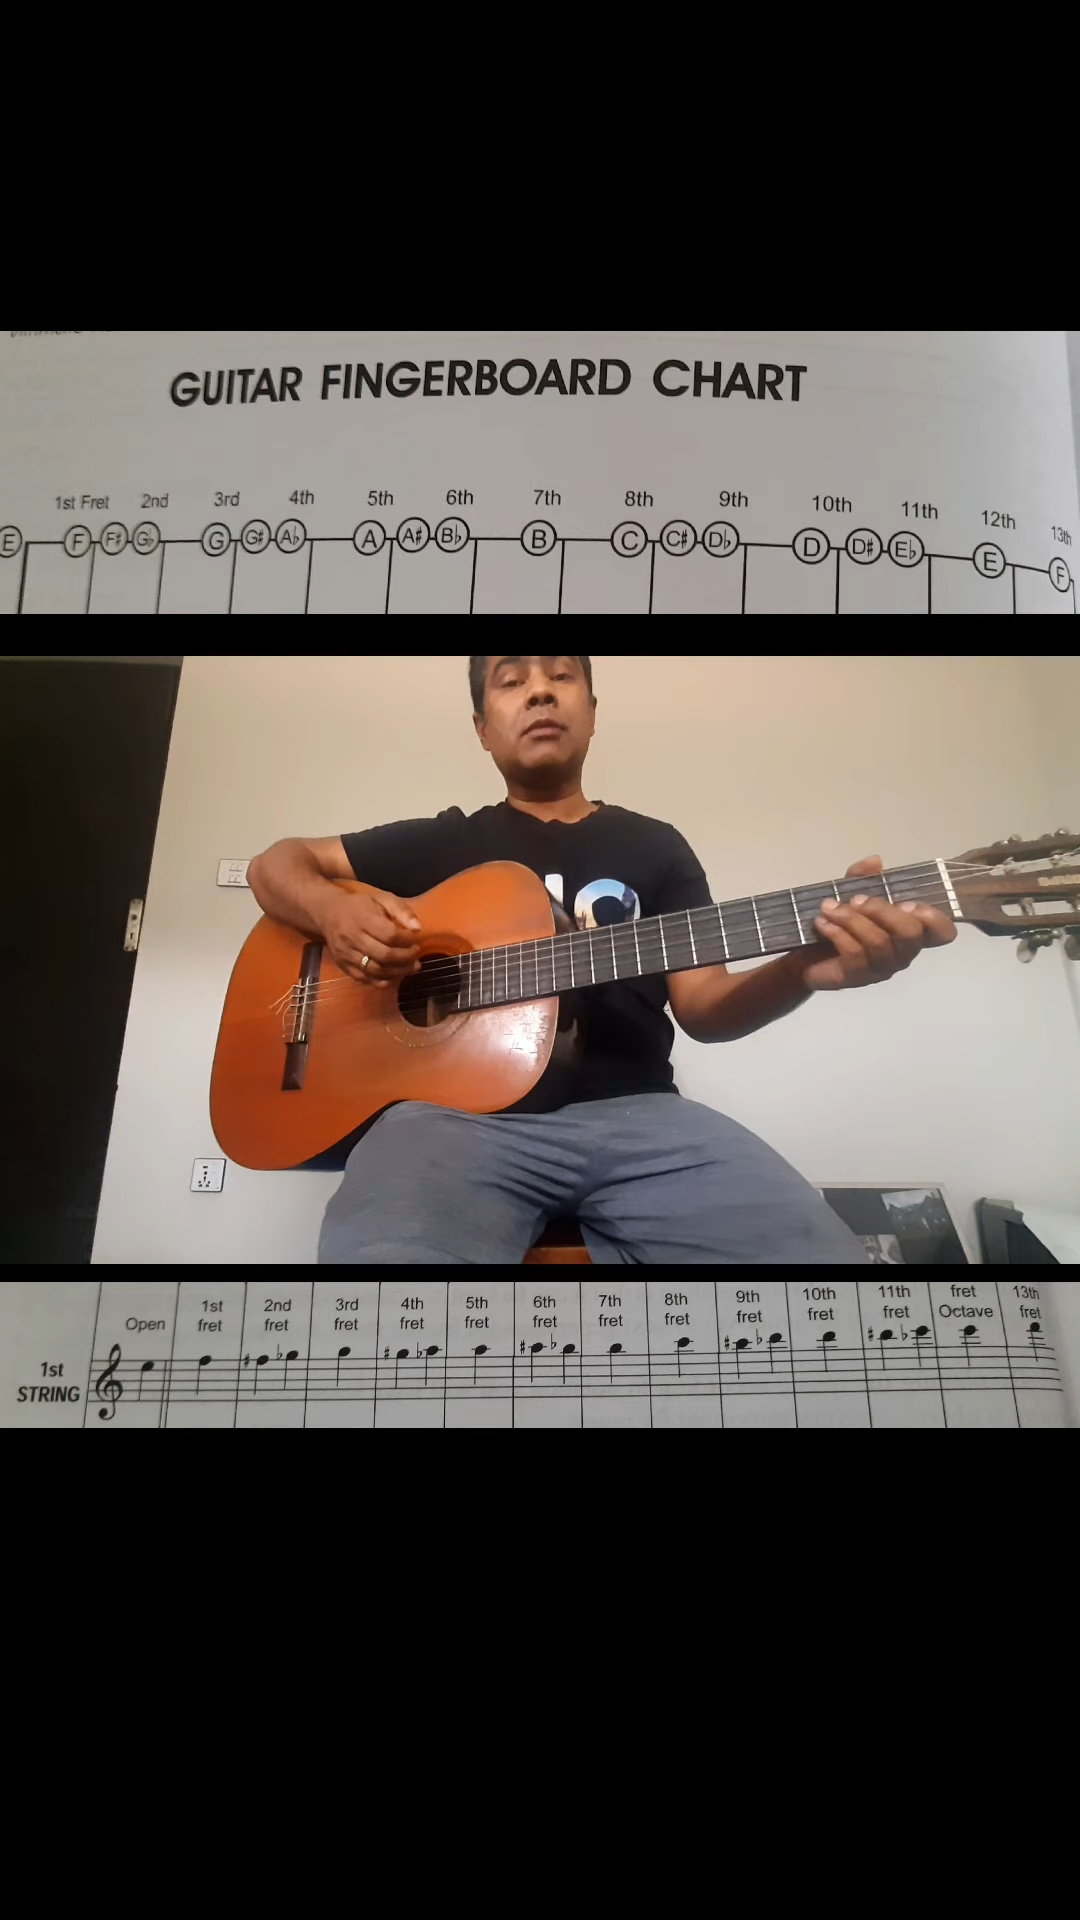 GUITAR FINGERBOARD CHART
1st Fret 2nd 3rd 4th 5th 6th 7th 8th 9th 10th 11th 12th 13th
E F F♯ G♭ G G♯ A♭ A A♯ B♭ B C C♯ D♭ D D♯ E♭ E F
1st 2nd 3rd 4th 5th 6th 7th 8th 9th 10th 11th fret 13th
Open fret fret fret fret fret fret fret fret fret fret fret Octave fret
1st
STRING